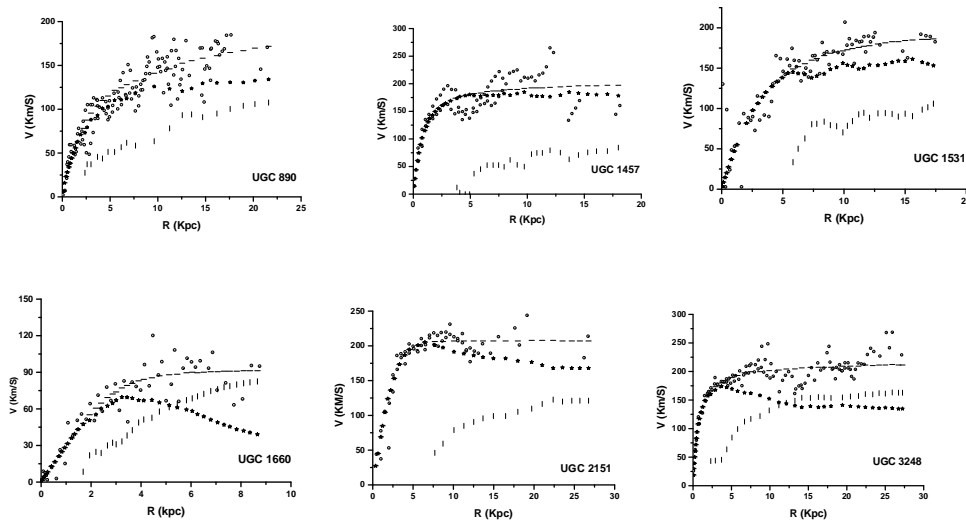 200
150
100
50
0
V (Km/S)
0 5 10 15 20 25
R (Kpc)
UGC 890
400
350
300
250
200
150
100
50
0
V (Km/S)
0 5 10 15 20
R (Kpc)
UGC 1457
200
150
100
50
0
V (Km/S)
0 5 10 15 20
R (Kpc)
UGC 1531
150
120
90
60
30
0
V (Km/S)
0 2 4 6 8 10
R (kpc)
UGC 1660
250
200
150
100
50
0
V (KM/S)
0 5 10 15 20 25 30
R (Kpc)
UGC 2151
300
250
200
150
100
50
0
V (Km/S)
0 5 10 15 20 25 30
R (Kpc)
UGC 3248